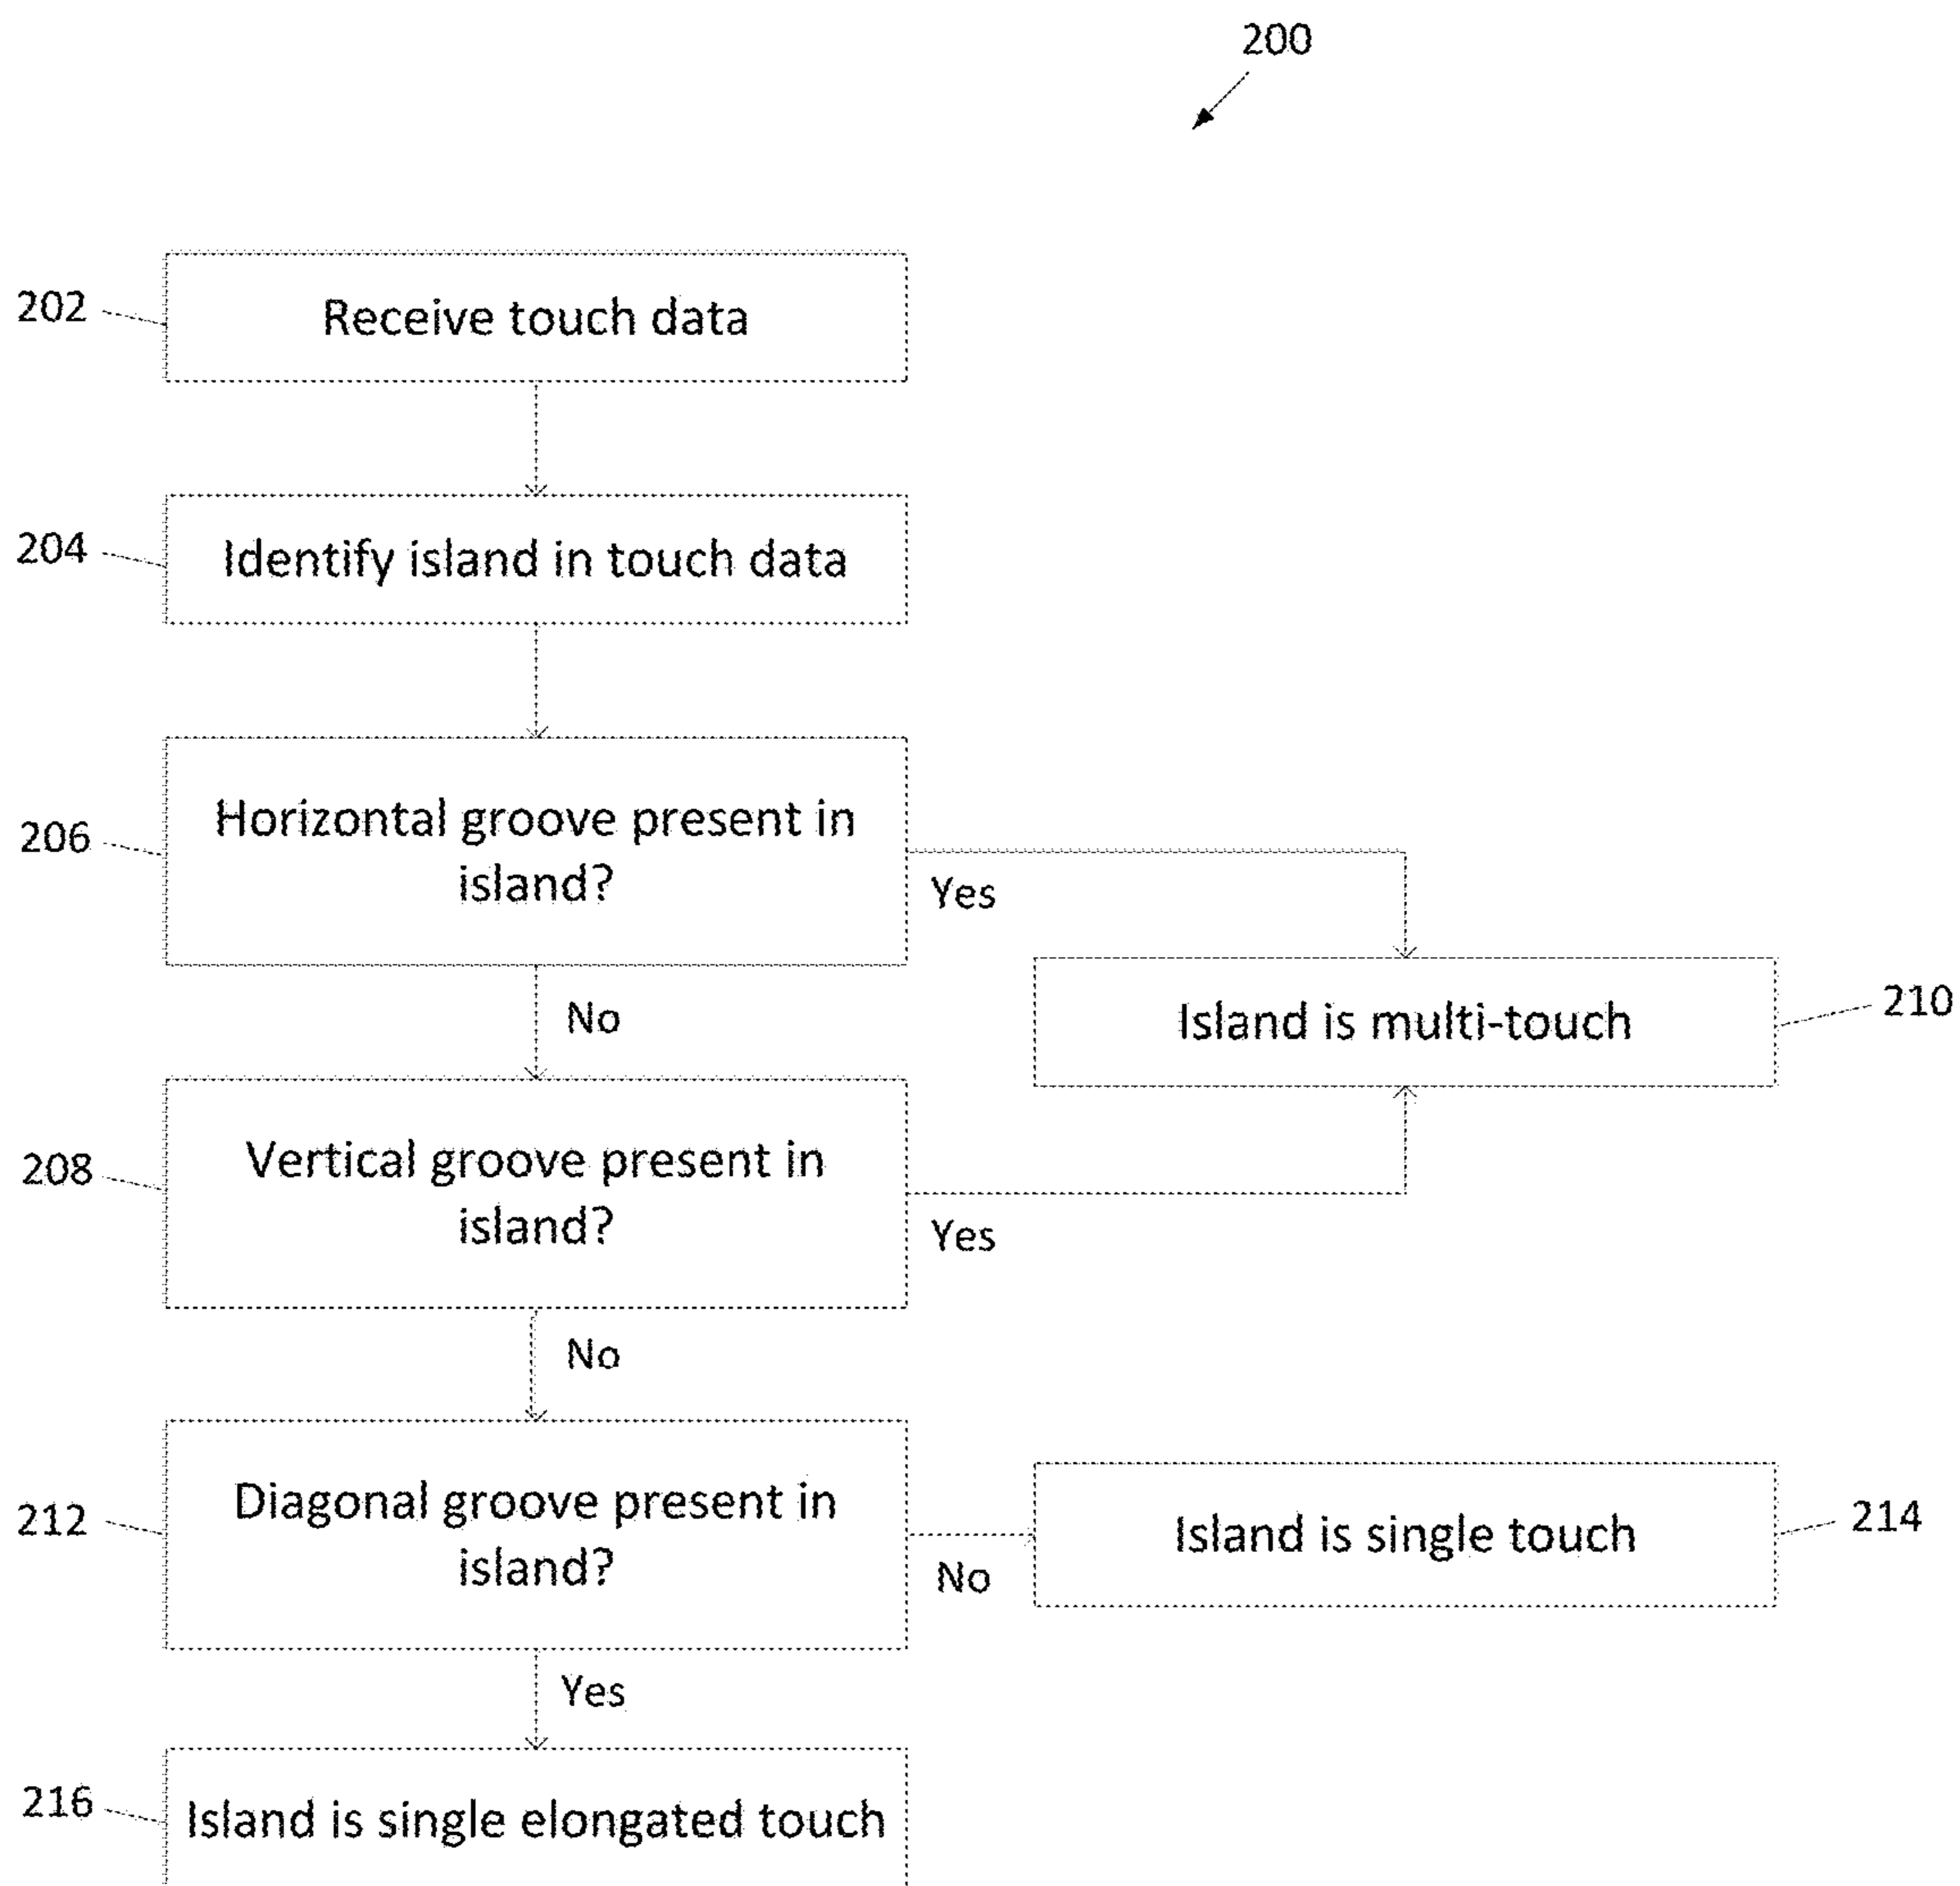 200
202
Receive touch data
204
Identify island in touch data
206
Horizontal groove present in
island?
Yes
No
Island is multi-touch
210
208
Vertical groove present in
island?
Yes
No
212
Diagonal groove present in
island?
No
Island is single touch
214
Yes
216
Island is single elongated touch